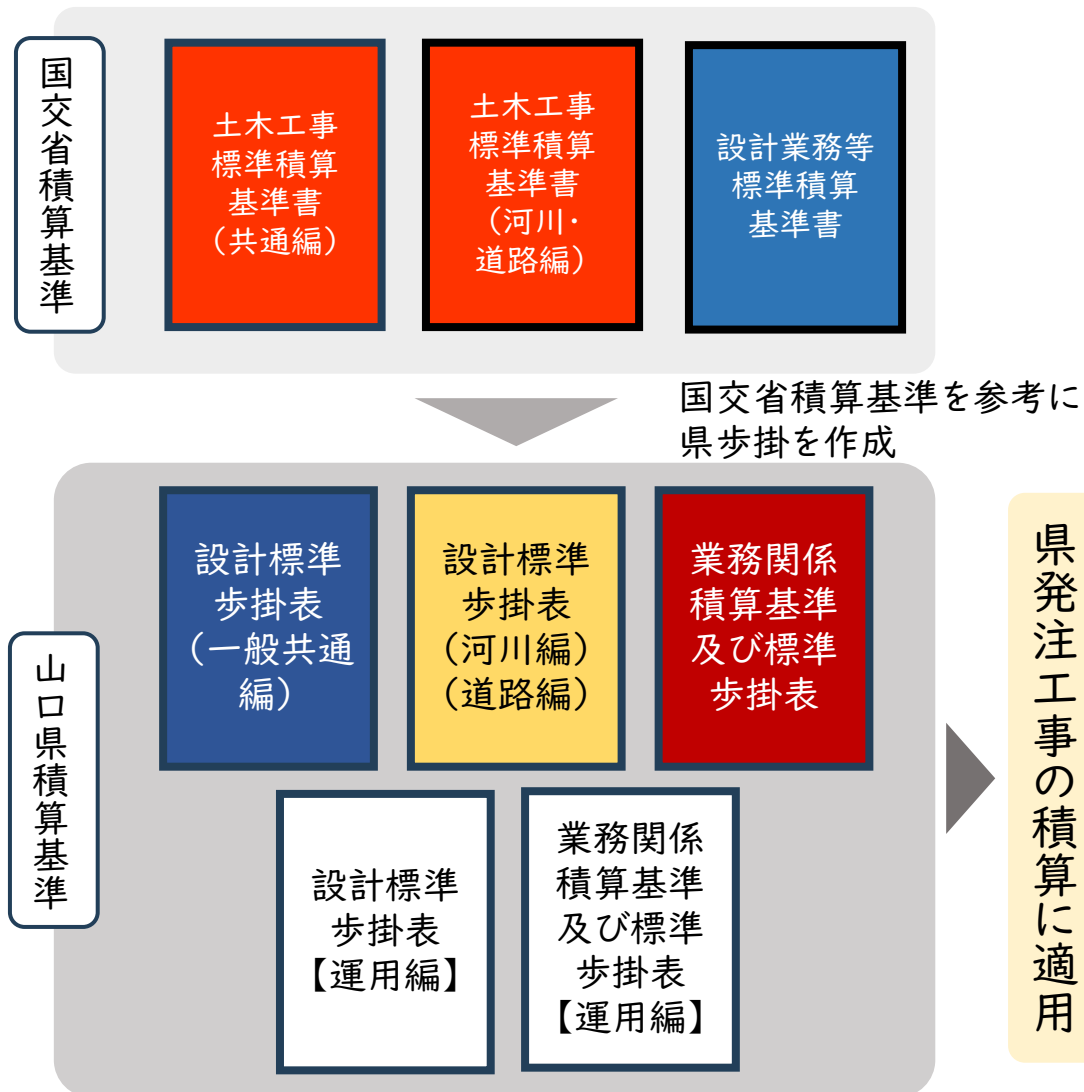 国交省積算基準
土木工事
標準積算
基準書
（共通編）
土木工事
標準積算
基準書
（河川・
道路編）
設計業務等
標準積算
基準書
国交省積算基準を参考に
県歩掛を作成
山口県積算基準
設計標準
歩掛表
（一般共通
編）
設計標準
歩掛表
（河川編）
（道路編）
業務関係
積算基準
及び標準
歩掛表
設計標準
歩掛表
【運用編】
業務関係
積算基準
及び標準
歩掛表
【運用編】
県発注工事の積算に適用